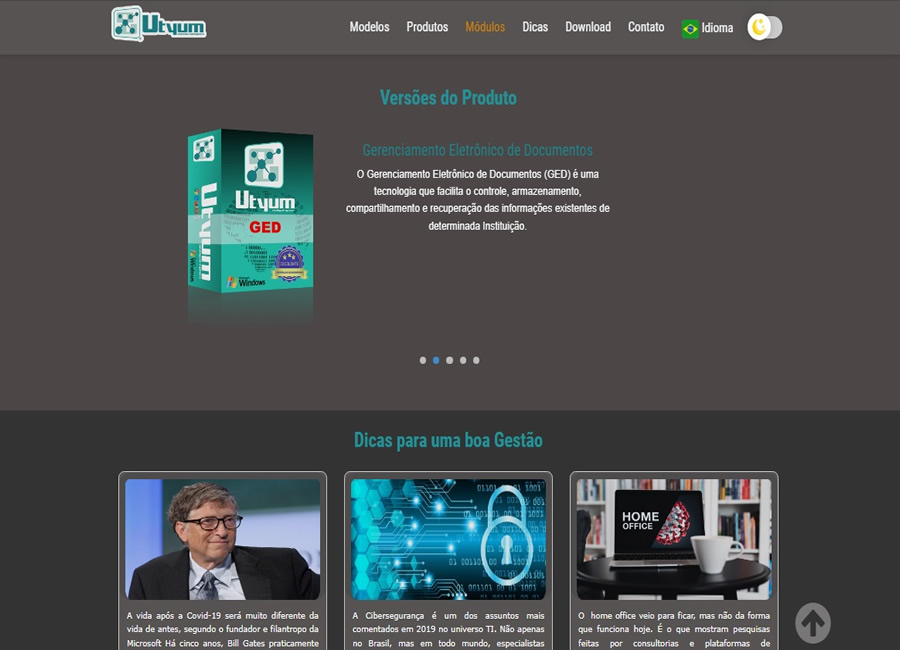 Utyum
Modelos Produtos Módulos Dicas Download Contato Idioma
Versões do Produto
Gerenciamento Eletrônico de Documentos
O Gerenciamento Eletrônico de Documentos (GED) é uma
tecnologia que facilita o controle, armazenamento,
compartilhamento e recuperação das informações existentes de
determinada Instituição.
Utyum
Utyum
GED
Windows
Dicas para uma boa Gestão
HOME
OFFICE
A vida após a Covid-19 será muito diferente da
vida de antes, segundo o fundador e filantropo da
Microsoft Há cinco anos, Bill Gates praticamente
A Cibersegurança é um dos assuntos mais
comentados em 2019 no universo TI. Não apenas
no Brasil, mas em todo mundo, especialistas
O home office veio para ficar, mas não da forma
que funciona hoje. É o que mostram pesquisas
feitas por consultorias e plataformas de